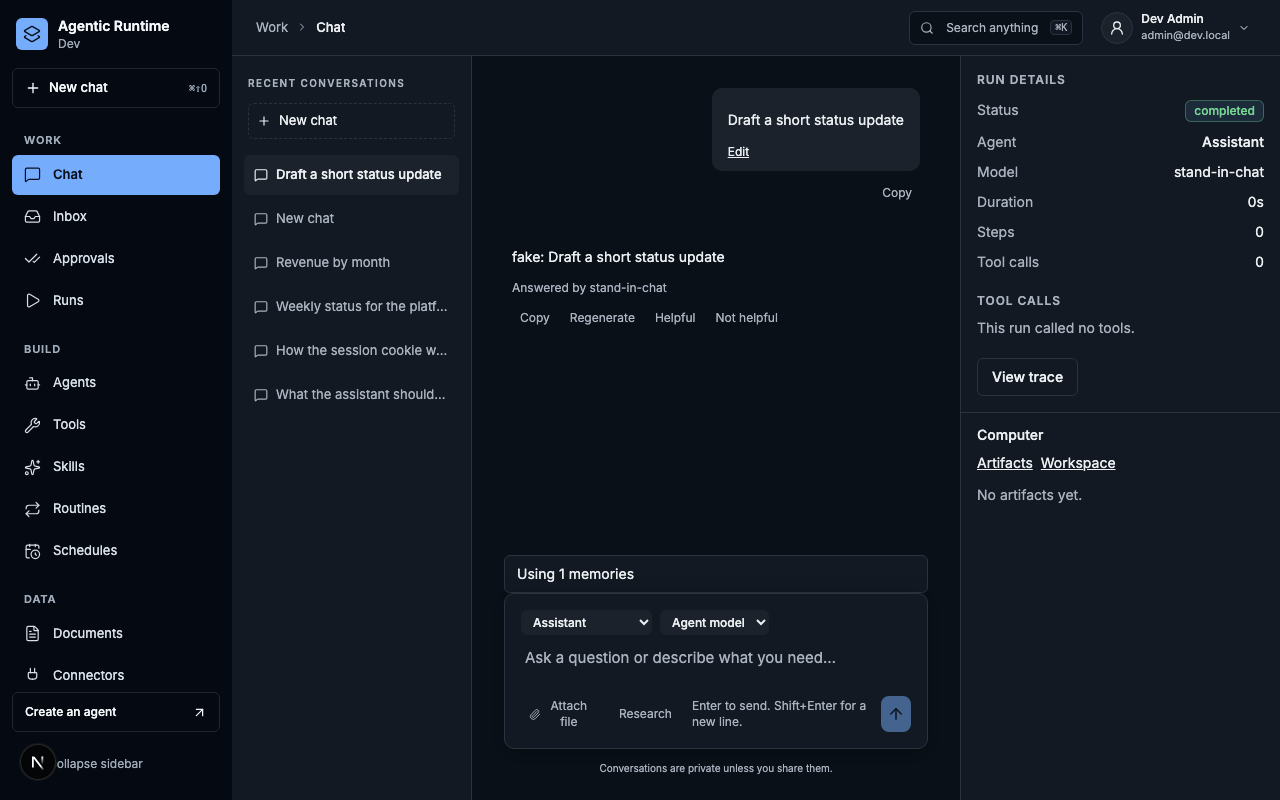 Agentic Runtime
Dev
New chat ⌘⇧O
WORK
Chat
Inbox
Approvals
Runs
BUILD
Agents
Tools
Skills
Routines
Schedules
DATA
Documents
Connectors
Create an agent
N
ollapse sidebar
Work > Chat
Search anything ⌘K
Dev Admin
admin@dev.local
RECENT CONVERSATIONS
New chat
Draft a short status update
New chat
Revenue by month
Weekly status for the platf...
How the session cookie w...
What the assistant should...
Draft a short status update
Edit
Copy
fake: Draft a short status update
Answered by stand-in-chat
Copy Regenerate Helpful Not helpful
Using 1 memories
Assistant Agent model
Ask a question or describe what you need...
Attach
file
Research
Enter to send. Shift+Enter for a
new line.
Conversations are private unless you share them.
RUN DETAILS
Status completed
Agent Assistant
Model stand-in-chat
Duration 0s
Steps 0
Tool calls 0
TOOL CALLS
This run called no tools.
View trace
Computer
Artifacts Workspace
No artifacts yet.